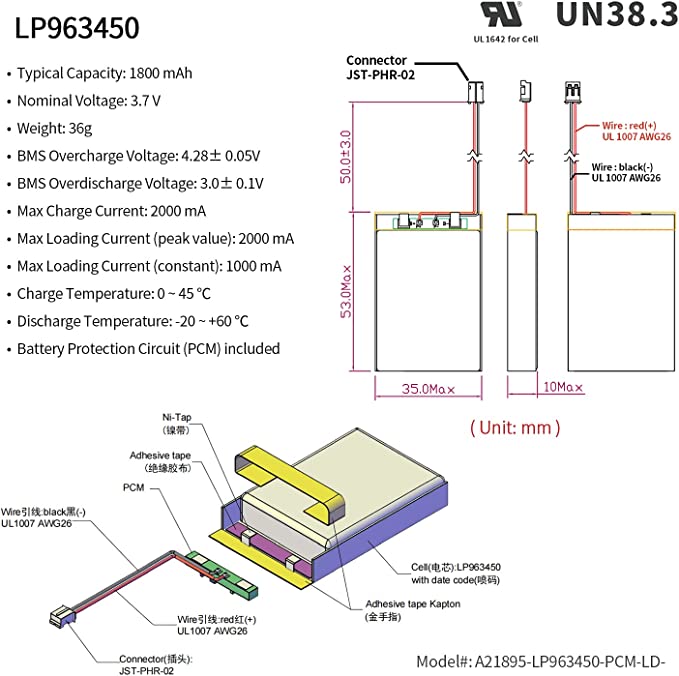 LP963450
UL1642 for Cell
UN38.3
• Typical Capacity: 1800 mAh
• Nominal Voltage: 3.7 V
• Weight: 36g
• BMS Overcharge Voltage: 4.28± 0.05V
• BMS Overdischarge Voltage: 3.0± 0.1V
• Max Charge Current: 2000 mA
• Max Loading Current (peak value): 2000 mA
• Max Loading Current (constant): 1000 mA
• Charge Temperature: 0 ~ 45 ℃
• Discharge Temperature: -20 ~ +60 ℃
• Battery Protection Circuit (PCM) included
Connector
JST-PHR-02
Wire : red(+)
UL 1007 AWG26
Wire : black(-)
UL 1007 AWG26
50.0±3.0
53.0Max
35.0Max
10Max
( Unit: mm )
Ni-Tap
(镍带)
Adhesive tape
(绝缘胶布)
PCM
Wire引线:black黑(-)
UL1007 AWG26
Wire引线:red红(+)
UL1007 AWG26
Connector(插头):
JST-PHR-02
Cell(电芯):LP963450
with date code(喷码)
Adhesive tape Kapton
(金手指)
Model#: A21895-LP963450-PCM-LD-